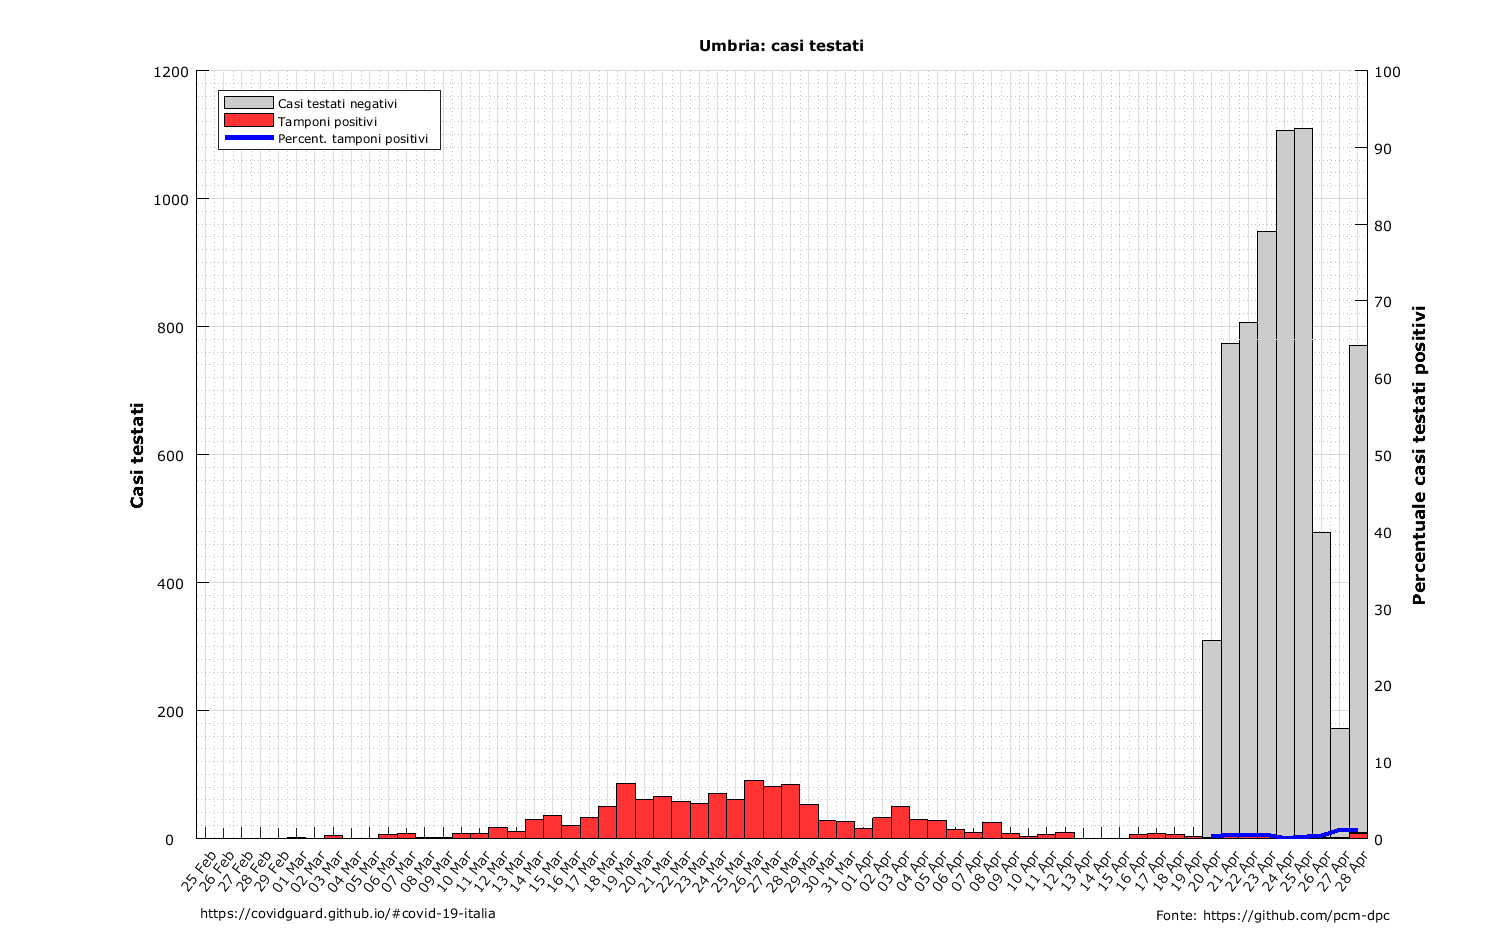 Umbria: casi testati
Casi testati negativi
Tamponi positivi
Percent. tamponi positivi
Casi testati
0
200
400
600
800
1000
1200
Percentuale casi testati positivi
0
10
20
30
40
50
60
70
80
90
100
25 Feb
26 Feb
27 Feb
28 Feb
29 Feb
01 Mar
02 Mar
03 Mar
04 Mar
05 Mar
06 Mar
07 Mar
08 Mar
09 Mar
10 Mar
11 Mar
12 Mar
13 Mar
14 Mar
15 Mar
16 Mar
17 Mar
18 Mar
19 Mar
20 Mar
21 Mar
22 Mar
23 Mar
24 Mar
25 Mar
26 Mar
27 Mar
28 Mar
29 Mar
30 Mar
31 Mar
01 Apr
02 Apr
03 Apr
04 Apr
05 Apr
06 Apr
07 Apr
08 Apr
09 Apr
10 Apr
11 Apr
12 Apr
13 Apr
14 Apr
15 Apr
16 Apr
17 Apr
18 Apr
19 Apr
20 Apr
21 Apr
22 Apr
23 Apr
24 Apr
25 Apr
26 Apr
27 Apr
28 Apr
https://covidguard.github.io/#covid-19-italia
Fonte: https://github.com/pcm-dpc